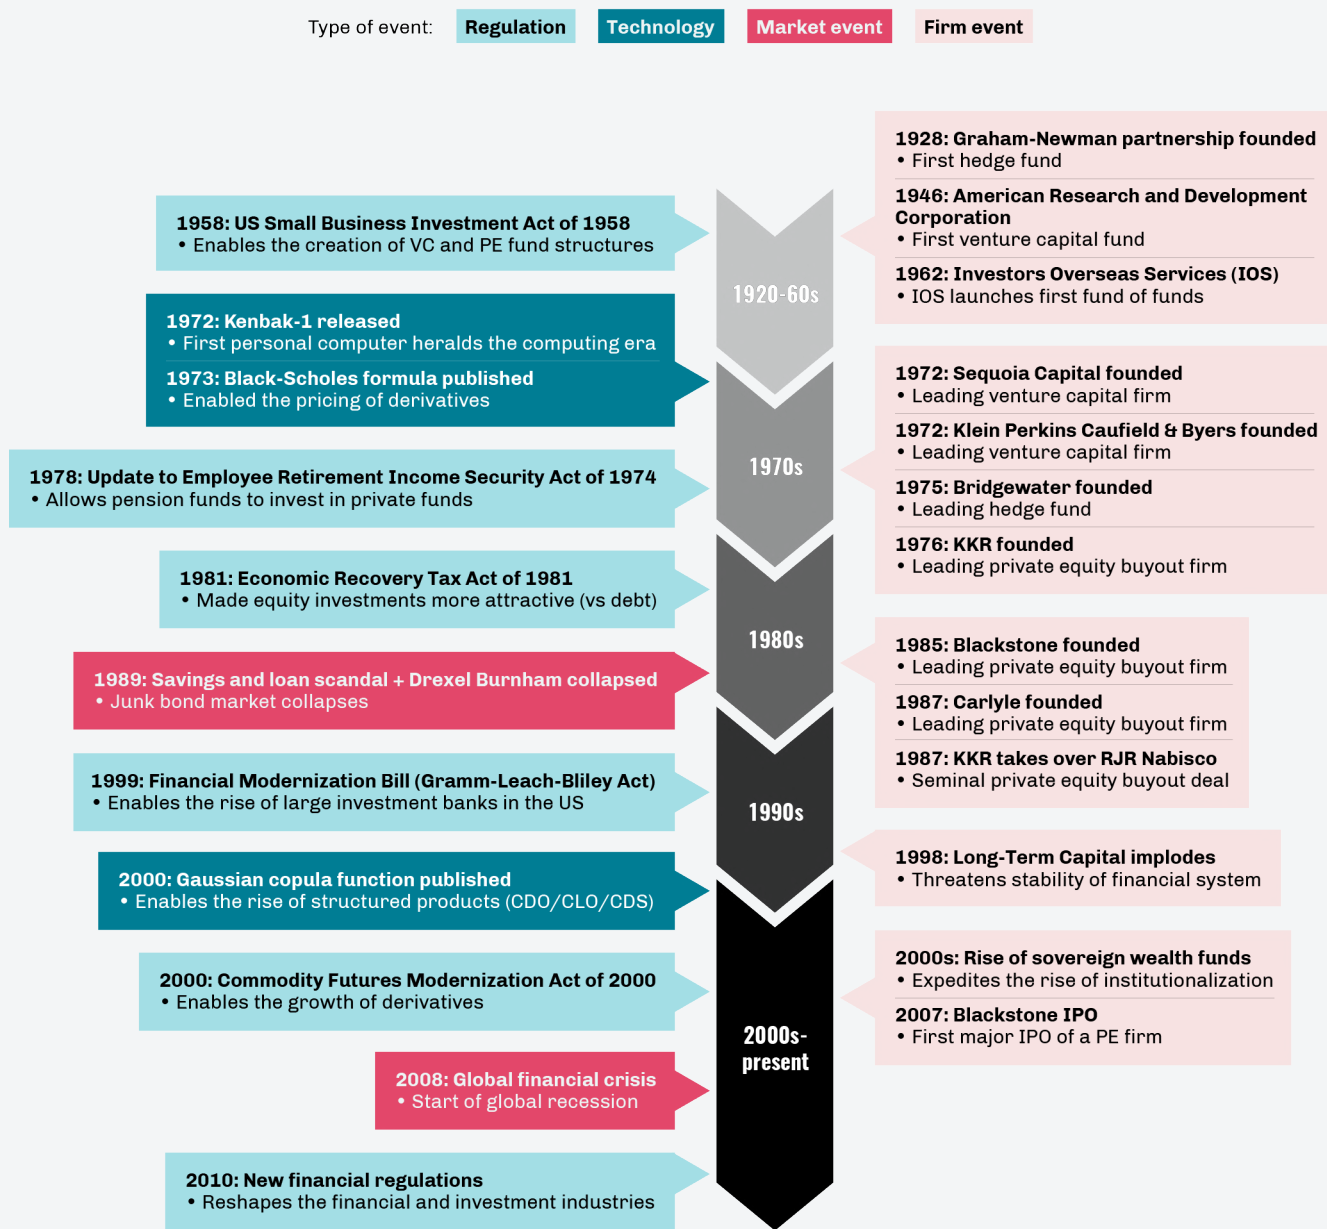 Type of event: Regulation Technology Market event Firm event
1928: Graham-Newman partnership founded
• First hedge fund
1946: American Research and Development
Corporation
• First venture capital fund
1962: Investors Overseas Services (IOS)
• IOS launches first fund of funds
1958: US Small Business Investment Act of 1958
• Enables the creation of VC and PE fund structures
1920-60s
1972: Kenbak-1 released
• First personal computer heralds the computing era
1973: Black-Scholes formula published
• Enabled the pricing of derivatives
1972: Sequoia Capital founded
• Leading venture capital firm
1972: Klein Perkins Caufield & Byers founded
• Leading venture capital firm
1975: Bridgewater founded
• Leading hedge fund
1976: KKR founded
• Leading private equity buyout firm
1970s
1978: Update to Employee Retirement Income Security Act of 1974
• Allows pension funds to invest in private funds
1981: Economic Recovery Tax Act of 1981
• Made equity investments more attractive (vs debt)
1980s
1985: Blackstone founded
• Leading private equity buyout firm
1987: Carlyle founded
• Leading private equity buyout firm
1987: KKR takes over RJR Nabisco
• Seminal private equity buyout deal
1989: Savings and loan scandal + Drexel Burnham collapsed
• Junk bond market collapses
1999: Financial Modernization Bill (Gramm-Leach-Bliley Act)
• Enables the rise of large investment banks in the US
1990s
1998: Long-Term Capital implodes
• Threatens stability of financial system
2000: Gaussian copula function published
• Enables the rise of structured products (CDO/CLO/CDS)
2000: Commodity Futures Modernization Act of 2000
• Enables the growth of derivatives
2000s-
present
2000s: Rise of sovereign wealth funds
• Expedites the rise of institutionalization
2007: Blackstone IPO
• First major IPO of a PE firm
2008: Global financial crisis
• Start of global recession
2010: New financial regulations
• Reshapes the financial and investment industries